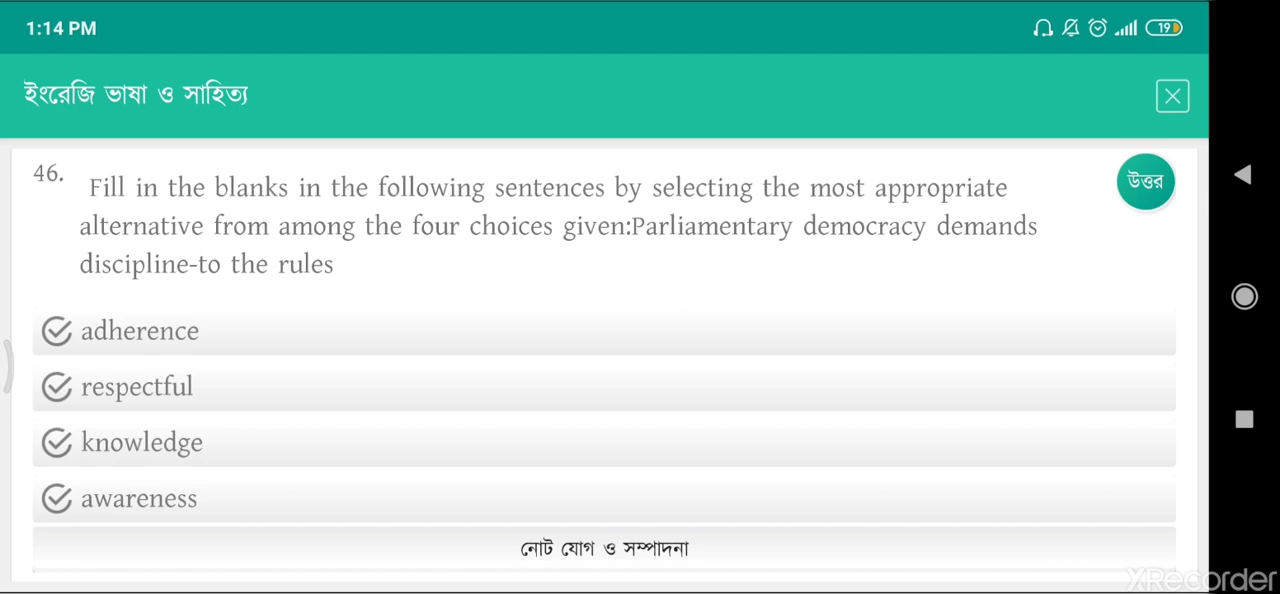 1:14 PM
19
ইংরেজি ভাষা ও সাহিত্য
46.
Fill in the blanks in the following sentences by selecting the most appropriate
উত্তর
alternative from among the four choices given:Parliamentary democracy demands
discipline-to the rules
adherence
respectful
knowledge
awareness
নোট যোগ ও সম্পাদনা
XRecorder